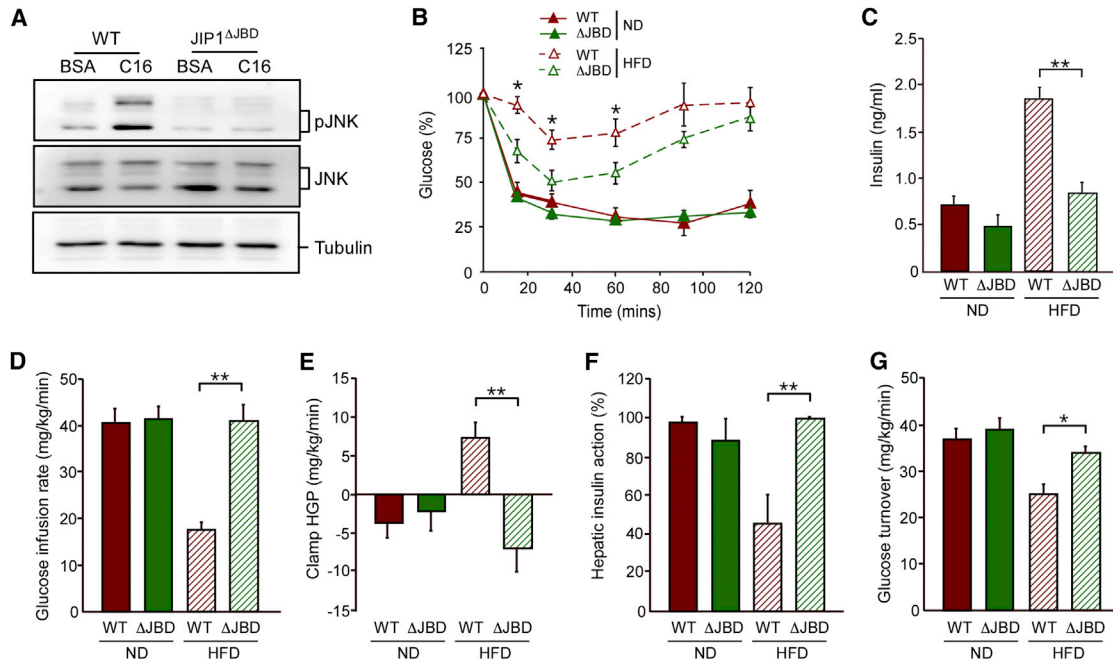 A
WT JIP1ΔJBD
BSA C16 BSA C16
pJNK
JNK
Tubulin
B
WT
ΔJBD
ND
WT
ΔJBD
HFD
Glucose (%)
125
100
75
50
25
0
* * *
0 20 40 60 80 100 120
Time (mins)
C
Insulin (ng/ml)
2.5
2.0
1.5
1.0
0.5
0
**
WT ΔJBD WT ΔJBD
ND HFD
D
Glucose infusion rate (mg/kg/min)
50
40
30
20
10
0
**
WT ΔJBD WT ΔJBD
ND HFD
E
Clamp HGP (mg/kg/min)
15
10
5
0
-5
-10
-15
**
WT ΔJBD WT ΔJBD
ND HFD
F
Hepatic insulin action (%)
120
100
80
60
40
20
0
**
WT ΔJBD WT ΔJBD
ND HFD
G
Glucose turnover (mg/kg/min)
50
40
30
20
10
0
*
WT ΔJBD WT ΔJBD
ND HFD